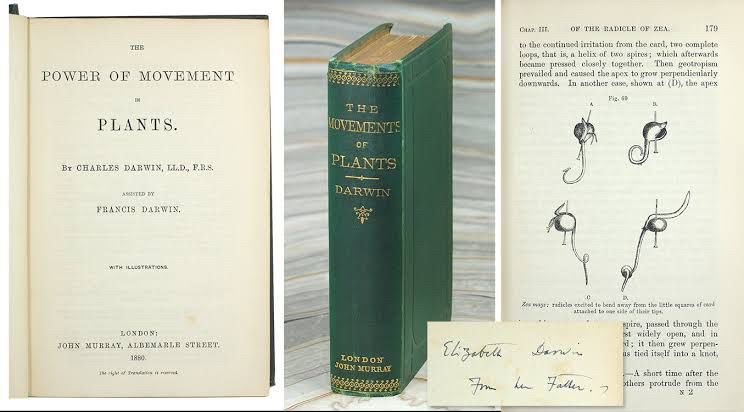 THE
POWER OF MOVEMENT
IN
PLANTS.
BY CHARLES DARWIN, LL.D., F.R.S.
ASSISTED BY
FRANCIS DARWIN.
WITH ILLUSTRATIONS.
LONDON:
JOHN MURRAY, ALBEMARLE STREET.
1880.
The right of Translation is reserved.
THE
MOVEMENTS
OF
PLANTS
DARWIN
LONDON
JOHN MURRAY
CHAP. III. OF THE RADICLE OF ZEA. 179
to the continued irritation from the card, two complete
loops, that is, a helix of two spires; which afterwards
became pressed closely together. Then geotropism
prevailed and caused the apex to grow perpendicularly
downwards. In another case, shown at (D), the apex
Fig. 69
A. B.
C D.
Zea mays: radicles excited to bend away from the little squares of card
attached to one side of their tips.
spire, passed through the
widely open, and in
; it then grew perpen-
tied itself into a knot,
—A short time after the
others protrude from the
N 2
Elizabeth Darwin
From her Father.